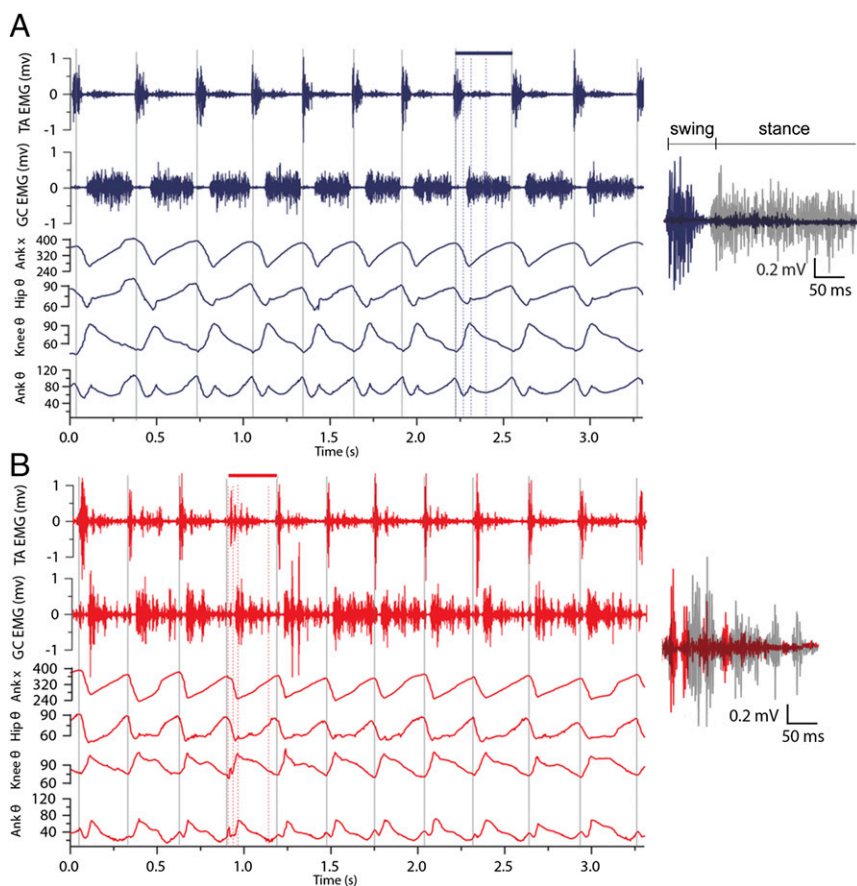 A
TA EMG (mv)
1
0
-1
GC EMG (mv)
1
0
-1
Ank x
400
320
240
Hip θ
90
60
Knee θ
90
60
Ank θ
120
80
40
0.0 0.5 1.0 1.5 2.0 2.5 3.0
Time (s)
swing stance
0.2 mV
50 ms
B
TA EMG (mv)
1
0
-1
GC EMG (mv)
1
0
-1
Ank x
400
320
240
Hip θ
90
60
Knee θ
90
60
Ank θ
120
80
40
0.0 0.5 1.0 1.5 2.0 2.5 3.0
Time (s)
0.2 mV
50 ms